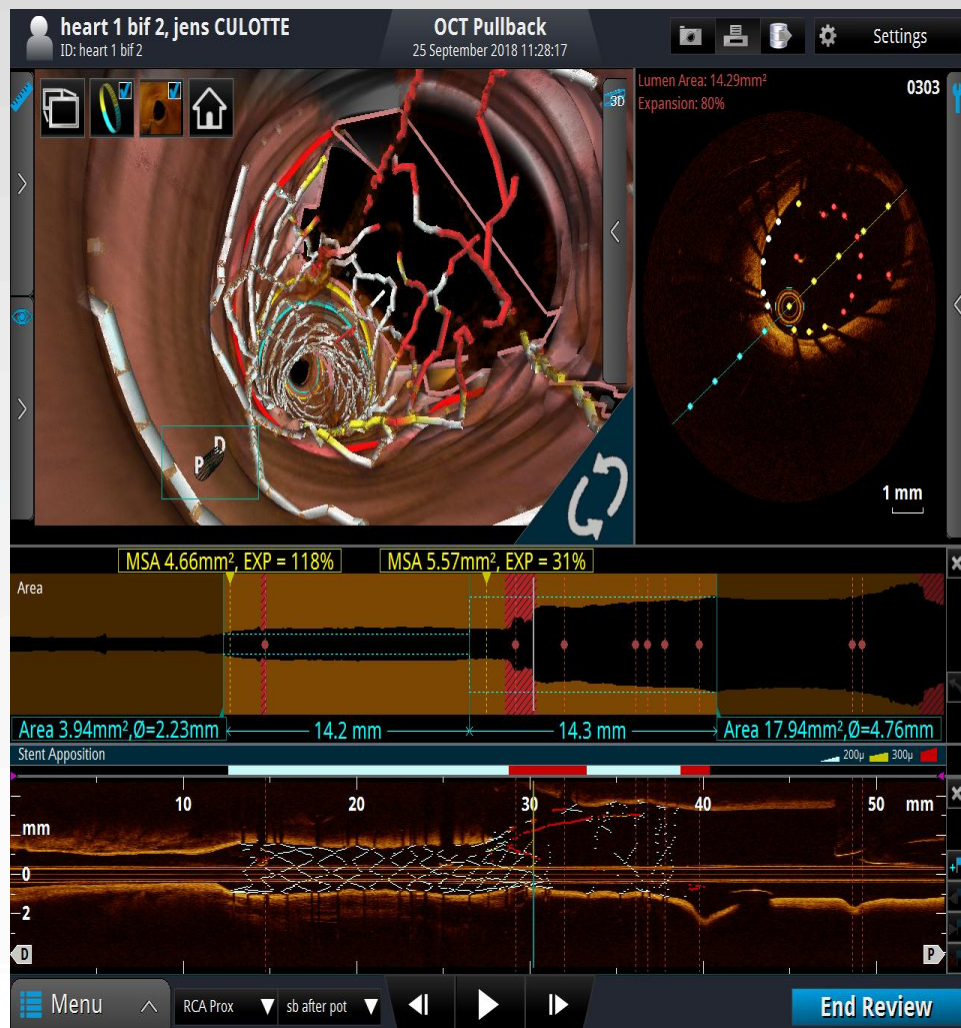 heart 1 bif 2, jens CULOTTE
ID: heart 1 bif 2
OCT Pullback
25 September 2018 11:28:17
Settings
3D
Lumen Area: 14.29mm²
Expansion: 80%
0303
1 mm
D
P
MSA 4.66mm², EXP = 118%
MSA 5.57mm², EXP = 31%
Area
Area 3.94mm²,Ø=2.23mm
14.2 mm
14.3 mm
Area 17.94mm²,Ø=4.76mm
Stent Apposition
200µ
300µ
10
20
30
40
50
mm
mm
0
2
D
P
Menu
RCA Prox
sb after pot
End Review